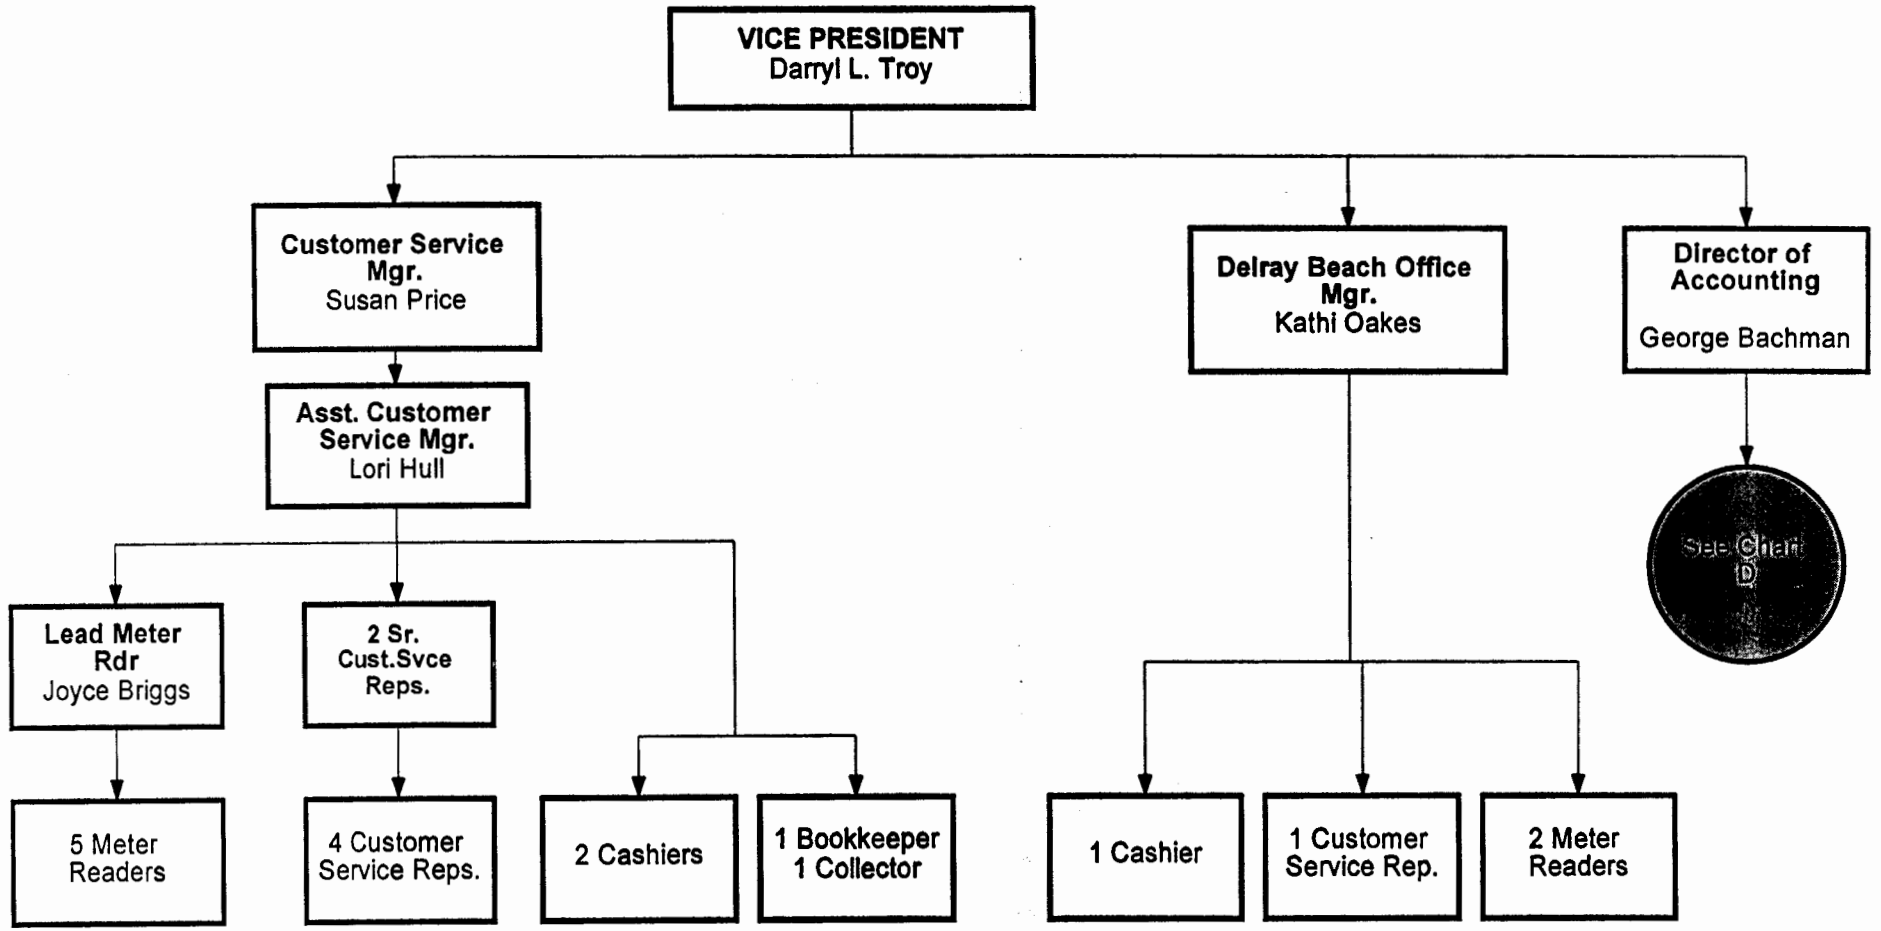 VICE PRESIDENT
Darryl L. Troy
Customer Service
Mgr.
Susan Price
Delray Beach Office
Mgr.
Kathi Oakes
Director of
Accounting
George Bachman
Asst. Customer
Service Mgr.
Lori Hull
See Chart
D
Lead Meter
Rdr
Joyce Briggs
2 Sr.
Cust.Svce
Reps.
5 Meter
Readers
4 Customer
Service Reps.
2 Cashiers
1 Bookkeeper
1 Collector
1 Cashier
1 Customer
Service Rep.
2 Meter
Readers